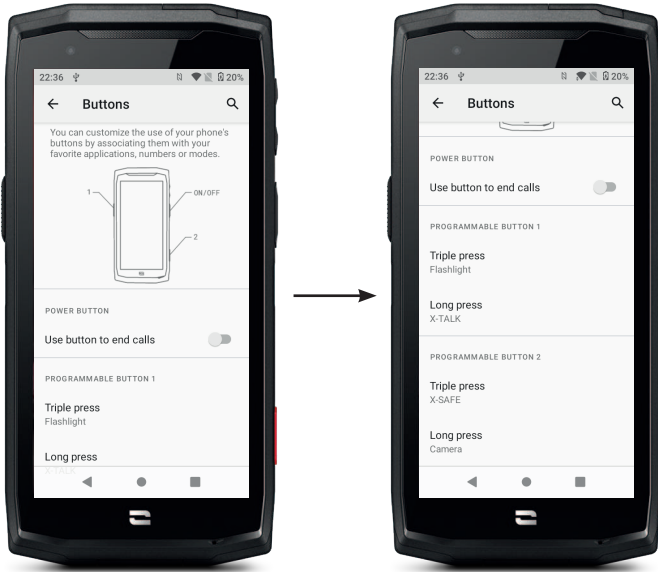 22:36 20%
Buttons
You can customize the use of your phone's
buttons by associating them with your
favorite applications, numbers or modes.
1
ON/OFF
2
POWER BUTTON
Use button to end calls
PROGRAMMABLE BUTTON 1
Triple press
Flashlight
Long press
X-TALK
22:36 20%
Buttons
POWER BUTTON
Use button to end calls
PROGRAMMABLE BUTTON 1
Triple press
Flashlight
Long press
X-TALK
PROGRAMMABLE BUTTON 2
Triple press
X-SAFE
Long press
Camera